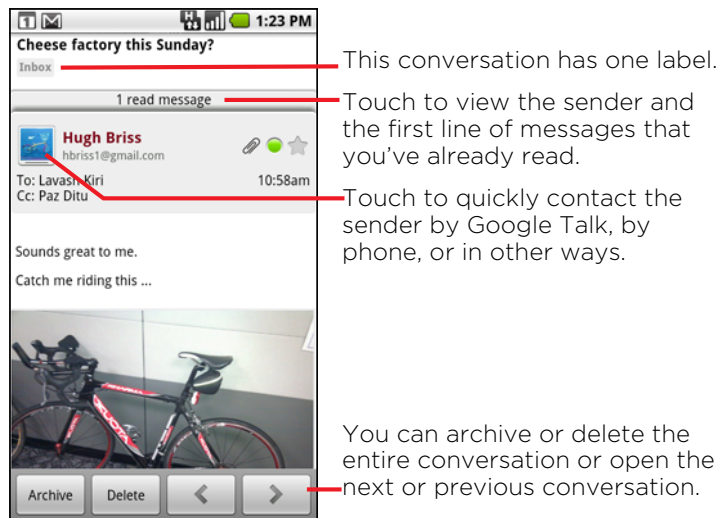 1:23 PM
Cheese factory this Sunday?
Inbox
This conversation has one label.
1 read message
Touch to view the sender and
the first line of messages that
you've already read.
Hugh Briss
hbriss1@gmail.com
To: Lavash Kiri
10:58am
Cc: Paz Ditu
Touch to quickly contact the
sender by Google Talk, by
phone, or in other ways.
Sounds great to me.
Catch me riding this ...
You can archive or delete the
entire conversation or open the
next or previous conversation.
Archive
Delete